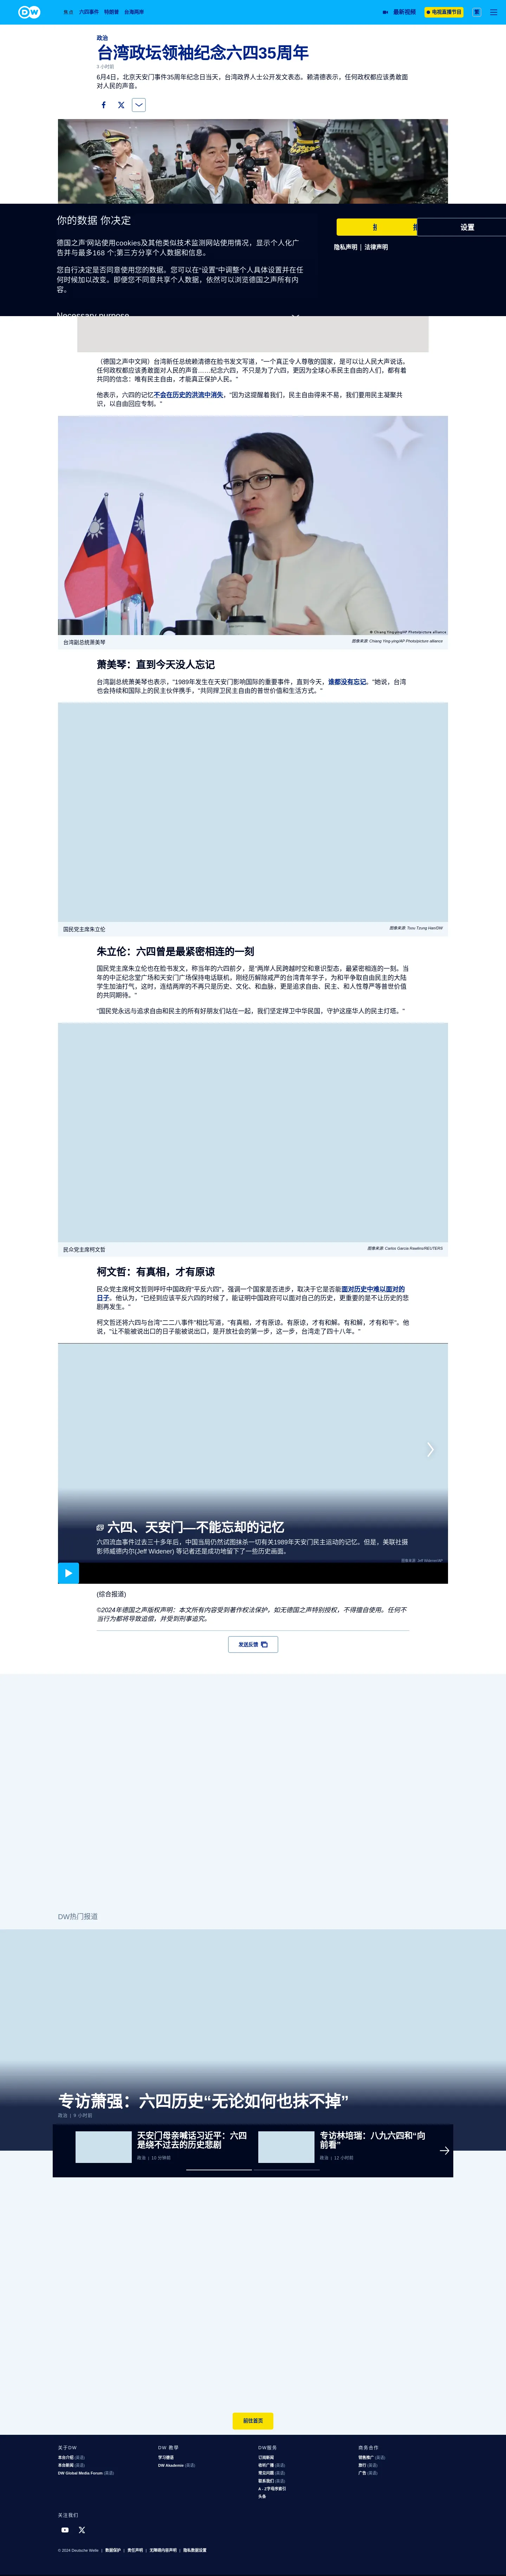 DW
焦点 六四事件 特朗普 台海两岸
最新视频
电视直播节目
繁
政治
台湾政坛领袖纪念六四35周年
3 小时前
6月4日，北京天安门事件35周年纪念日当天，台湾政界人士公开发文表态。赖清德表示，任何政权都应该勇敢面
对人民的声音。
你的数据 你决定
德国之声网站使用cookies及其他类似技术监测网站使用情况，显示个人化广
告并与最多168 个;第三方分享个人数据和信息。
您自行决定是否同意使用您的数据。您可以在“设置”中调整个人具体设置并在任
何时候加以改变。即便您不同意共享个人数据，依然可以浏览德国之声所有内
容。
设置
隐私声明 | 法律声明
Necessary purpose
（德国之声中文网）台湾新任总统赖清德在脸书发文写道，"一个真正令人尊敬的国家，是可以让人民大声说话。
任何政权都应该勇敢面对人民的声音……纪念六四，不只是为了六四，更因为全球心系民主自由的人们，都有着
共同的信念：唯有民主自由，才能真正保护人民。"
他表示，六四的记忆不会在历史的洪流中消失，"因为这提醒着我们，民主自由得来不易，我们要用民主凝聚共
识，以自由回应专制。"
© Chiang Ying-ying/AP Photo/picture alliance
台湾副总统萧美琴
图像来源: Chiang Ying-ying/AP Photo/picture alliance
萧美琴：直到今天没人忘记
台湾副总统萧美琴也表示，"1989年发生在天安门影响国际的重要事件，直到今天，谁都没有忘记。"她说，台湾
也会持续和国际上的民主伙伴携手，"共同捍卫民主自由的普世价值和生活方式。"
国民党主席朱立伦
图像来源: Tsou Tzung Han/DW
朱立伦：六四曾是最紧密相连的一刻
国民党主席朱立伦也在脸书发文，称当年的六四前夕，是"两岸人民跨越时空和意识型态，最紧密相连的一刻。当
年的中正纪念堂广场和天安门广场保持电话联机，刚经历解除戒严的台湾青年学子，为和平争取自由民主的大陆
学生加油打气，这时，连结两岸的不再只是历史、文化、和血脉，更是追求自由、民主、和人性尊严等普世价值
的共同期待。"
"国民党永远与追求自由和民主的所有好朋友们站在一起，我们坚定捍卫中华民国，守护这座华人的民主灯塔。"
民众党主席柯文哲
图像来源: Carlos Garcia Rawlins/REUTERS
柯文哲：有真相，才有原谅
民众党主席柯文哲则呼吁中国政府"平反六四"，强调一个国家是否进步，取决于它是否能面对历史中难以面对的
日子。他认为，"已经到应该平反六四的时候了，能证明中国政府可以面对自己的历史，更重要的是不让历史的悲
剧再发生。"
柯文哲还将六四与台湾"二二八事件"相比写道，"有真相，才有原谅。有原谅，才有和解。有和解，才有和平"。他
说，"让不能被说出口的日子能被说出口，是开放社会的第一步，这一步，台湾走了四十八年。"
六四、天安门—不能忘却的记忆
六四流血事件过去三十多年后，中国当局仍然试图抹杀一切有关1989年天安门民主运动的记忆。但是，美联社摄
影师威德内尔(Jeff Widener) 等记者还是成功地留下了一些历史画面。
图像来源: Jeff Widener/AP
(综合报道)
©2024年德国之声版权声明：本文所有内容受到著作权法保护，如无德国之声特别授权，不得擅自使用。任何不
当行为都将导致追偿，并受到刑事追究。
发送反馈
DW热门报道
专访萧强：六四历史“无论如何也抹不掉”
政治 | 9 小时前
天安门母亲喊话习近平：六四
是绕不过去的历史悲剧
政治 | 10 分钟前
专访林培瑞：八九六四和“向
前看”
政治 | 12 小时前
前往首页
关于DW
本台介绍 (英语)
本台新闻 (英语)
DW Global Media Forum (英语)
DW 教學
学习德语
DW Akademie (英语)
DW服务
订阅新闻
收听广播 (英语)
常见问题 (英语)
联系我们 (英语)
A - Z字母序索引
头条
商务合作
销售推广 (英语)
旅行 (英语)
广告 (英语)
关注我们
© 2024 Deutsche Welle | 数据保护 | 责任声明 | 无障碍内容声明 | 隐私数据设置